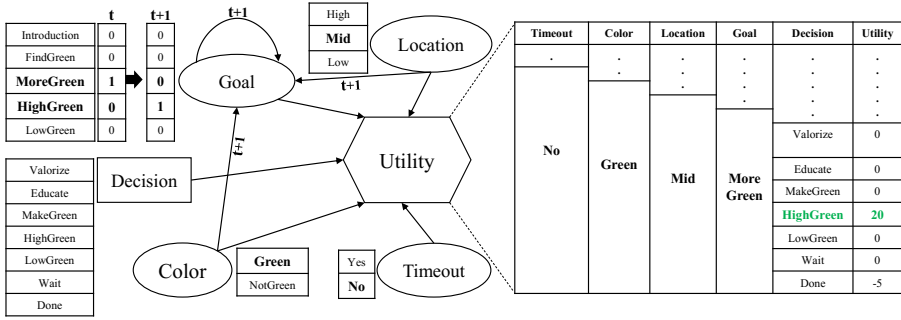 t t+1
Introduction 0 0
FindGreen 0 0
MoreGreen 1 0
HighGreen 0 1
LowGreen 0 0
t+1
Goal
High
Mid
Low
Location
t+1
t+1
Utility
Decision
Valorize
Educate
MakeGreen
HighGreen
LowGreen
Wait
Done
Color
Green
NotGreen
Yes
No
Timeout
Timeout Color Location Goal Decision Utility
. . . . . .
. . . . .
. . . .
. . .
. .
No Green Mid More Green
Valorize 0
Educate 0
MakeGreen 0
HighGreen 20
LowGreen 0
Wait 0
Done -5